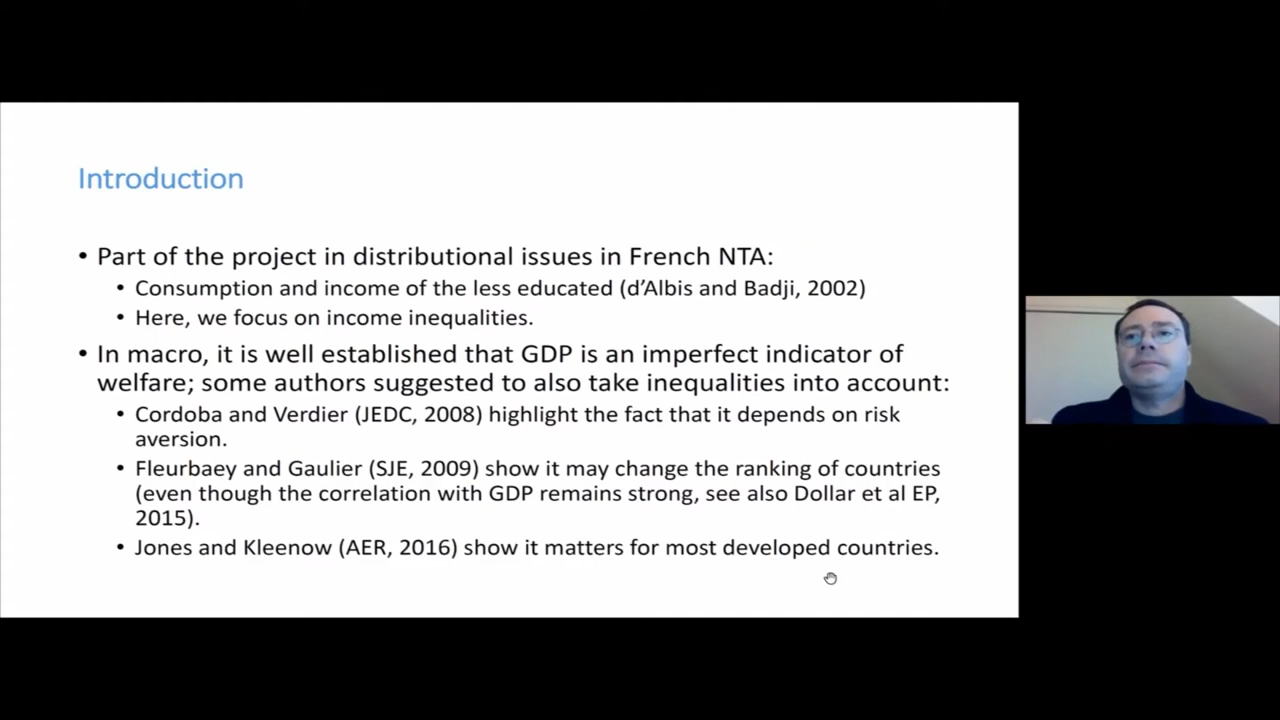 Introduction
• Part of the project in distributional issues in French NTA:
• Consumption and income of the less educated (d'Albis and Badji, 2002)
• Here, we focus on income inequalities.
• In macro, it is well established that GDP is an imperfect indicator of
welfare; some authors suggested to also take inequalities into account:
• Cordoba and Verdier (JEDC, 2008) highlight the fact that it depends on risk
aversion.
• Fleurbaey and Gaulier (SJE, 2009) show it may change the ranking of countries
(even though the correlation with GDP remains strong, see also Dollar et al EP,
2015).
• Jones and Kleenow (AER, 2016) show it matters for most developed countries.